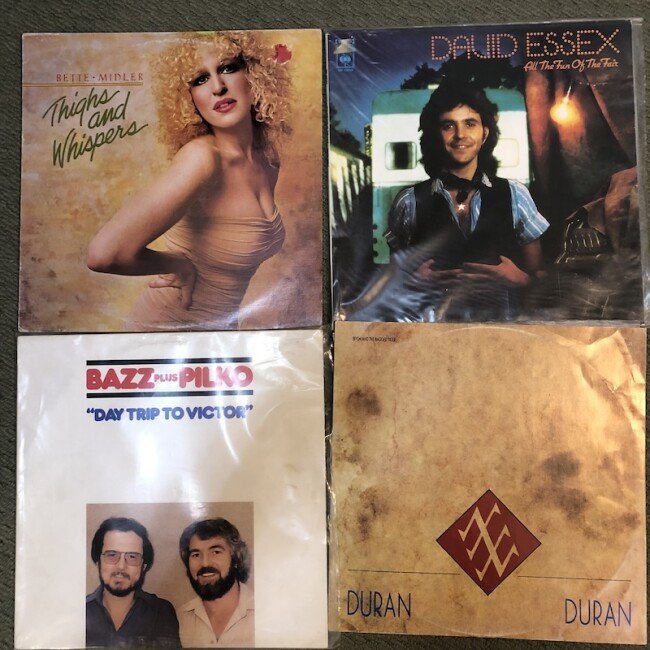 BETTE • MIDLER
Thighs
and
Whispers
DAVID ESSEX
All The Fun Of The Fair
BAZZ PLUS PILKO
"DAY TRIP TO VICTOR"
DURAN
DURAN